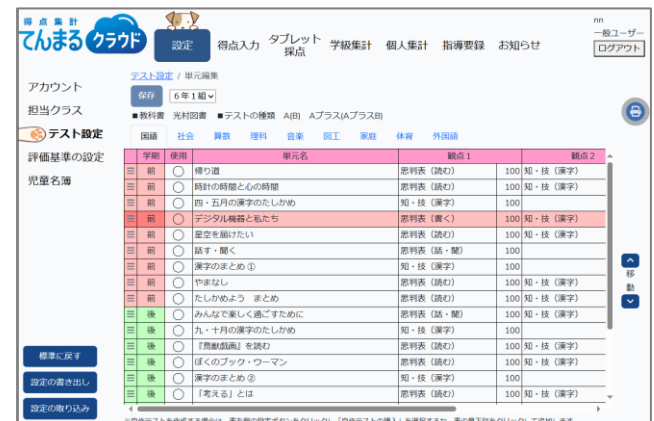 得点集計
てんまるクラウド
設定 得点入力 タブレット採点 学級集計 個人集計 指導要録 お知らせ
nn
一般ユーザー
ログアウト
アカウント
担当クラス
テスト設定
評価基準の設定
児童名簿
テスト設定 / 単元編集
保存 6年1組
■教科書 光村図書 ■テストの種類 A(B) Aプラス(Aプラス B)
国語 社会 算数 理科 音楽 図工 家庭 体育 外国語
学期 使用 単元名 観点1 観点2
前 ○ 帰り道 思判表（読む） 100 知・技（漢字）
前 ○ 時計の時間と心の時間 思判表（読む） 100 知・技（漢字）
前 ○ 四・五月の漢字のたしかめ 知・技（漢字） 100
前 ○ デジタル機器と私たち 思判表（書く） 100 知・技（漢字）
前 ○ 星空を届けたい 思判表（読む） 100 知・技（漢字）
前 ○ 話す・聞く 思判表（話・聞） 100
前 ○ 漢字のまとめ① 知・技（漢字） 100
前 ○ やまなし 思判表（読む） 100 知・技（漢字）
前 ○ たしかめよう まとめ 思判表（読む） 100 知・技（漢字）
後 ○ みんなで楽しく過ごすために 思判表（話・聞） 100 知・技（漢字）
後 ○ 九・十月の漢字のたしかめ 知・技（漢字） 100
後 ○ 『鳥獣戯画』を読む 思判表（読む） 100 知・技（漢字）
後 ○ ぼくのブック・ウーマン 思判表（読む） 100 知・技（漢字）
後 ○ 漢字のまとめ② 知・技（漢字） 100
後 ○ 「考える」とは 思判表（読む） 100 知・技（漢字）
移動
標準に戻す
設定の書き出し
設定の取り込み